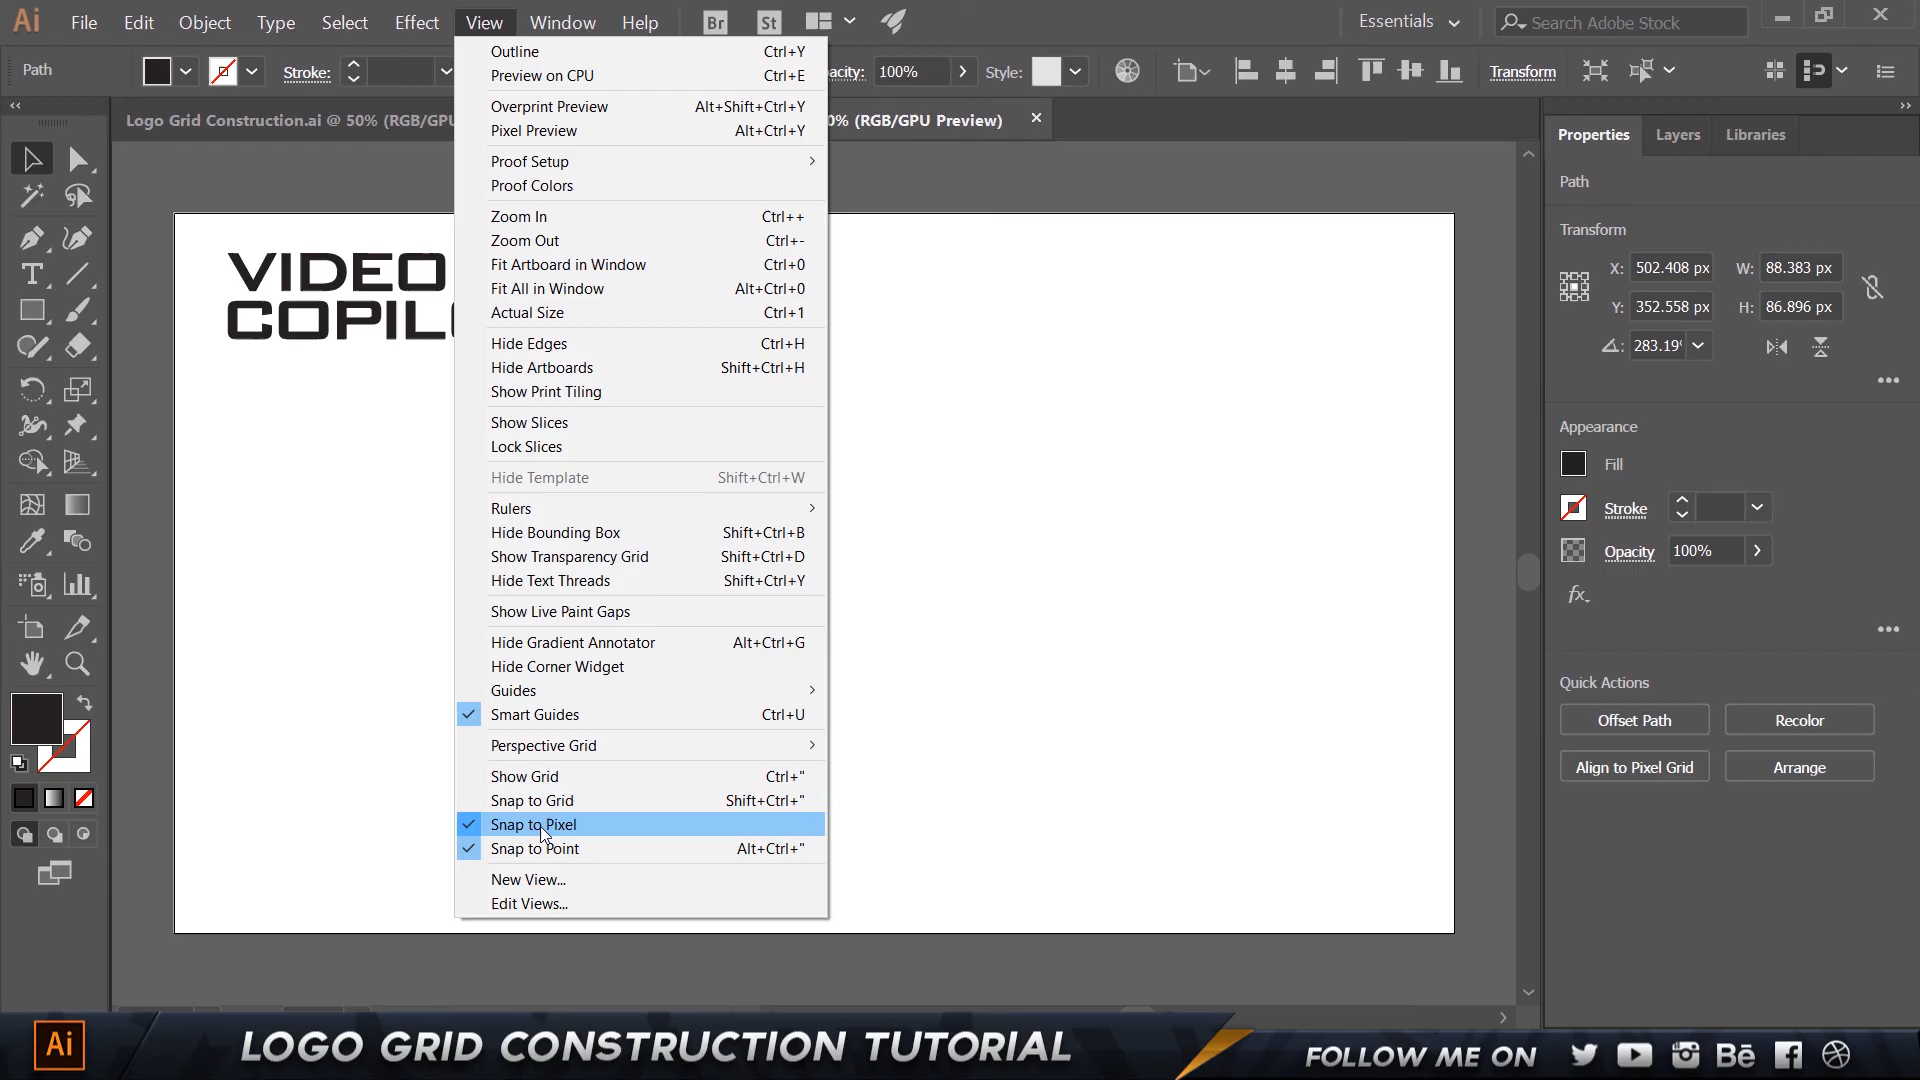 Ai File Edit Object Type Select Effect View Window Help Br St Essentials Search Adobe Stock
Path Stroke: acity: 100% Style: Transform
Logo Grid Construction.ai @ 50% (RGB/GPU 0% (RGB/GPU Preview)
Outline Ctrl+Y
Preview on CPU Ctrl+E
Overprint Preview Alt+Shift+Ctrl+Y
Pixel Preview Alt+Ctrl+Y
Proof Setup
Proof Colors
Zoom In Ctrl++
Zoom Out Ctrl+-
Fit Artboard in Window Ctrl+0
Fit All in Window Alt+Ctrl+0
Actual Size Ctrl+1
Hide Edges Ctrl+H
Hide Artboards Shift+Ctrl+H
Show Print Tiling
Show Slices
Lock Slices
Hide Template Shift+Ctrl+W
Rulers
Hide Bounding Box Shift+Ctrl+B
Show Transparency Grid Shift+Ctrl+D
Hide Text Threads Shift+Ctrl+Y
Show Live Paint Gaps
Hide Gradient Annotator Alt+Ctrl+G
Hide Corner Widget
Guides
Smart Guides Ctrl+U
Perspective Grid
Show Grid Ctrl+"
Snap to Grid Shift+Ctrl+"
Snap to Pixel
Snap to Point Alt+Ctrl+"
New View...
Edit Views...
VIDEO
COPIL
Properties Layers Libraries
Path
Transform
X: 502.408 px W: 88.383 px
Y: 352.558 px H: 86.896 px
283.19°
Appearance
Fill
Stroke
Opacity 100%
fx.
Quick Actions
Offset Path Recolor
Align to Pixel Grid Arrange
Ai LOGO GRID CONSTRUCTION TUTORIAL
FOLLOW ME ON Bē